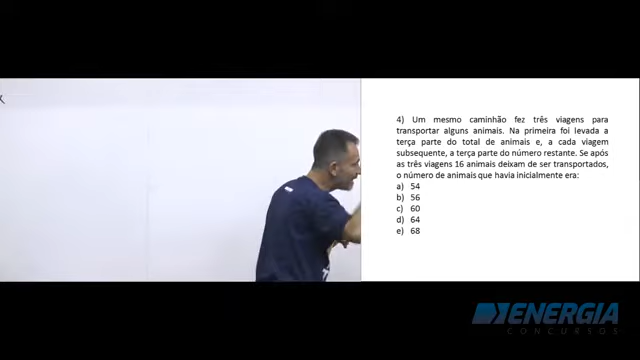 x
4) Um mesmo caminhão fez três viagens para
transportar alguns animais. Na primeira foi levada a
terça parte do total de animais e, a cada viagem
subsequente, a terça parte do número restante. Se após
as três viagens 16 animais deixam de ser transportados,
o número de animais que havia inicialmente era:
a) 54
b) 56
c) 60
d) 64
e) 68
ENERGIA
CONCURSOS